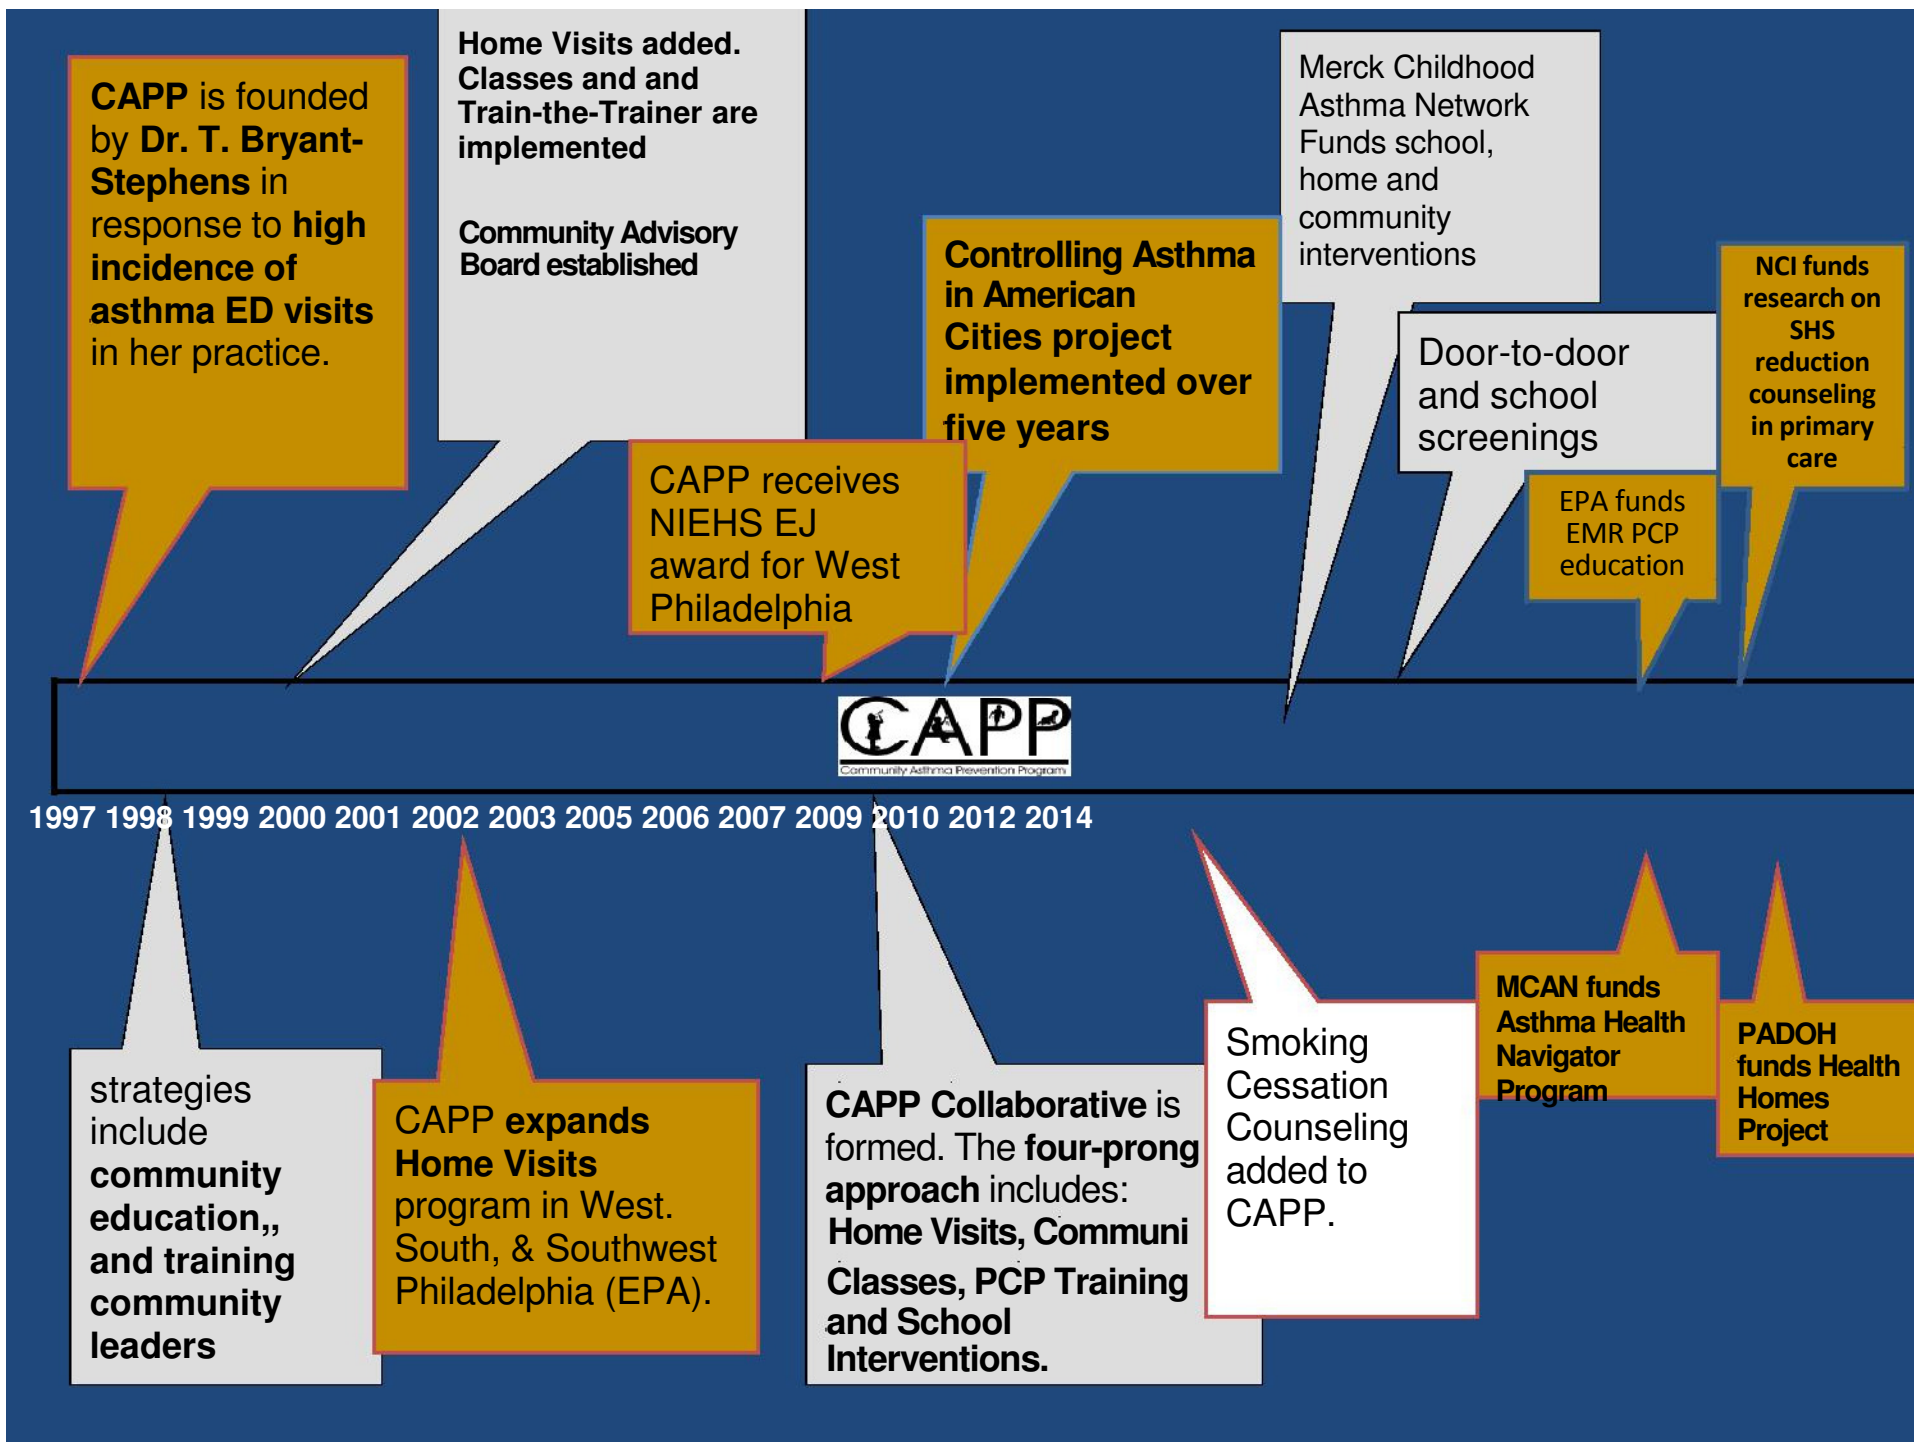 CAPP is founded
by Dr. T. Bryant-
Stephens in
response to high
incidence of
asthma ED visits
in her practice.
Home Visits added.
Classes and and
Train-the-Trainer are
implemented
Community Advisory
Board established
CAPP receives
NIEHS EJ
award for West
Philadelphia
Controlling Asthma
in American
Cities project
implemented over
five years
Merck Childhood
Asthma Network
Funds school,
home and
community
interventions
Door-to-door
and school
screenings
EPA funds
EMR PCP
education
NCI funds
research on
SHS
reduction
counseling
in primary
care
CAPP
Community Asthma Prevention Program
1997 1998 1999 2000 2001 2002 2003 2005 2006 2007 2009 2010 2012 2014
strategies
include
community
education,,
and training
community
leaders
CAPP expands
Home Visits
program in West.
South, & Southwest
Philadelphia (EPA).
CAPP Collaborative is
formed. The four-prong
approach includes:
Home Visits, Communi
Classes, PCP Training
and School
Interventions.
Smoking
Cessation
Counseling
added to
CAPP.
MCAN funds
Asthma Health
Navigator
Program
PADOH
funds Health
Homes
Project